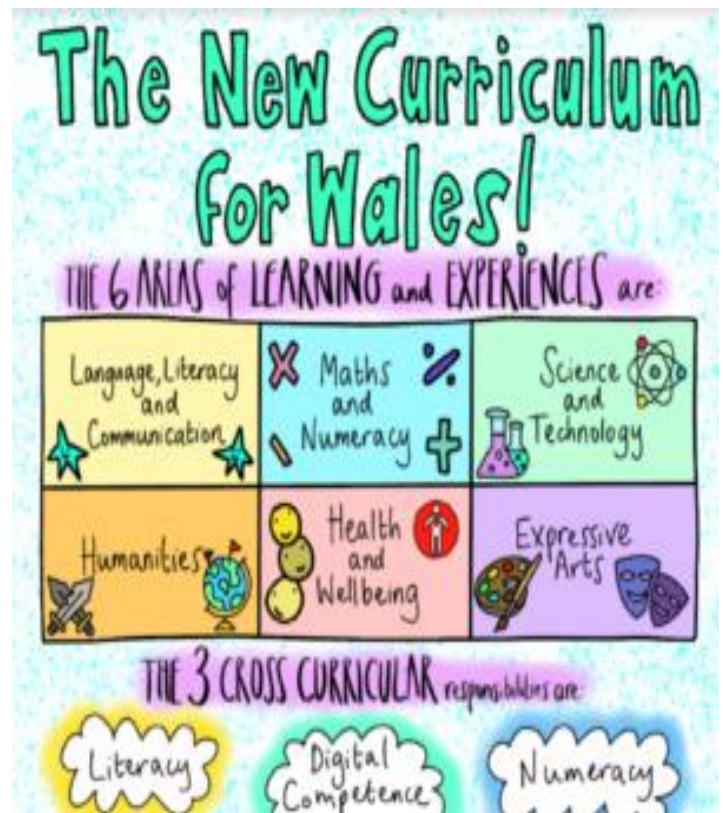 The New Curriculum
for Wales!
THE 6 AREAS of LEARNING and EXPERIENCES are:
Language, Literacy
and
Communication
Maths
and
Numeracy
Science
and
Technology
Humanities
Health
and
Wellbeing
Expressive
Arts
THE 3 CROSS CURRICULAR responsibilities are:
Literacy
Digital
Competence
Numeracy